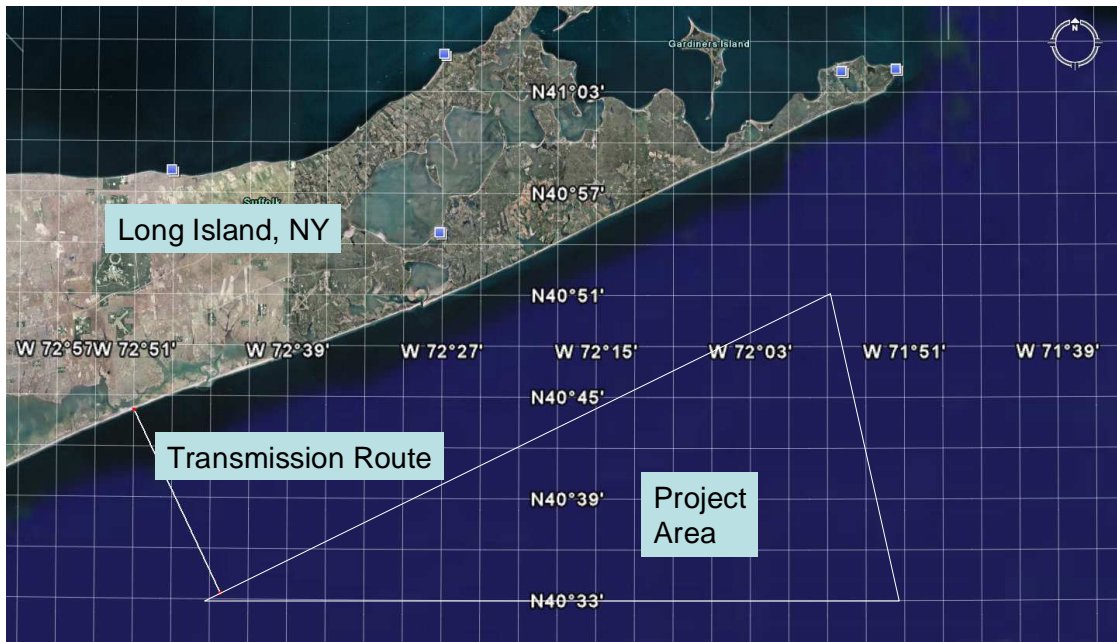 N
Gardiners Island
N41°03'
N40°57'
Suffolk
Long Island, NY
N40°51'
W 72°57'
W 72°51'
W 72°39'
W 72°27'
W 72°15'
W 72°03'
W 71°51'
W 71°39'
N40°45'
Transmission Route
N40°39'
Project
Area
N40°33'